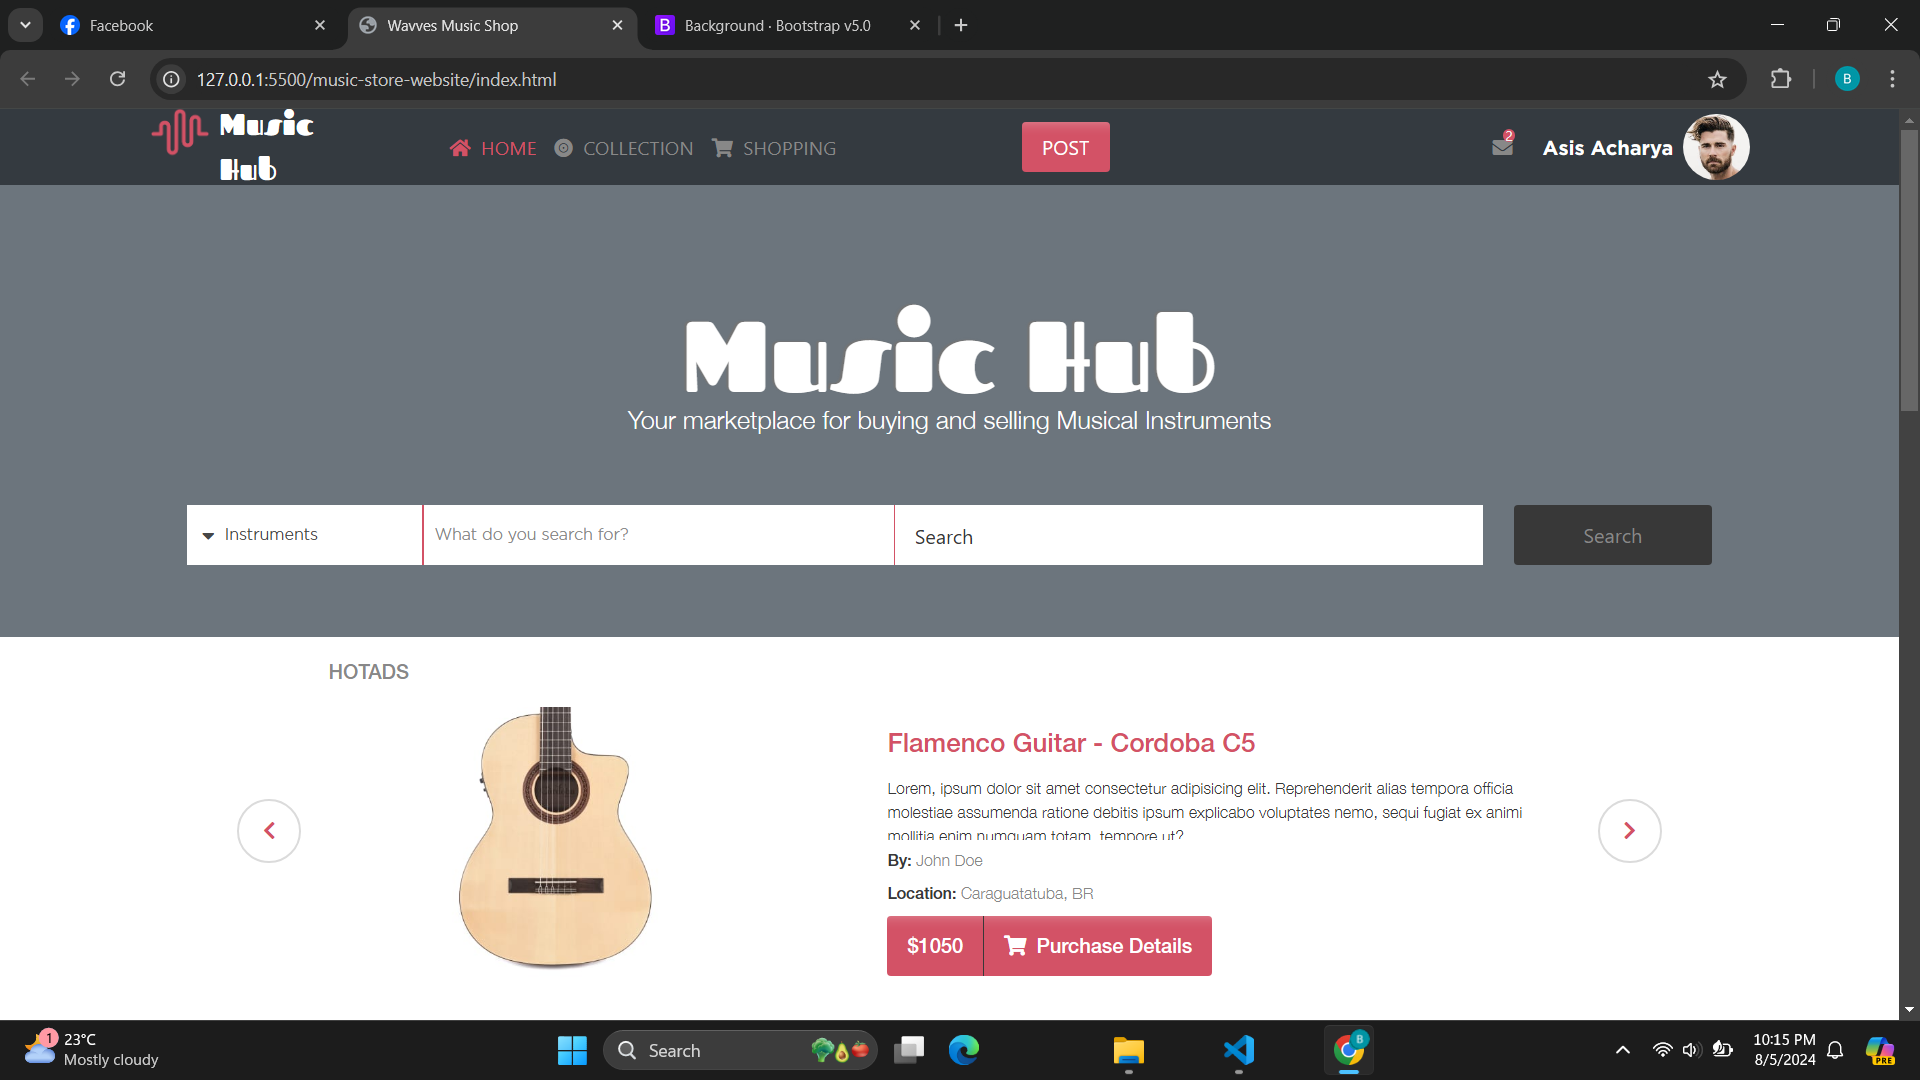 Facebook
Wavves Music Shop
B Background · Bootstrap v5.0
127.0.0.1:5500/music-store-website/index.html
B
Music
Hub
HOME
COLLECTION
SHOPPING
POST
2
Asis Acharya
Music Hub
Your marketplace for buying and selling Musical Instruments
Instruments
What do you search for?
Search
Search
HOTADS
Flamenco Guitar - Cordoba C5
Lorem, ipsum dolor sit amet consectetur adipisicing elit. Reprehenderit alias tempora officia
molestiae assumenda ratione debitis ipsum explicabo voluptates nemo, sequi fugiat ex animi
mollitia enim numquam totam, tempore ut?
By: John Doe
Location: Caraguatatuba, BR
$1050
Purchase Details
1
23°C
Mostly cloudy
Search
B
10:15 PM
8/5/2024
PRE